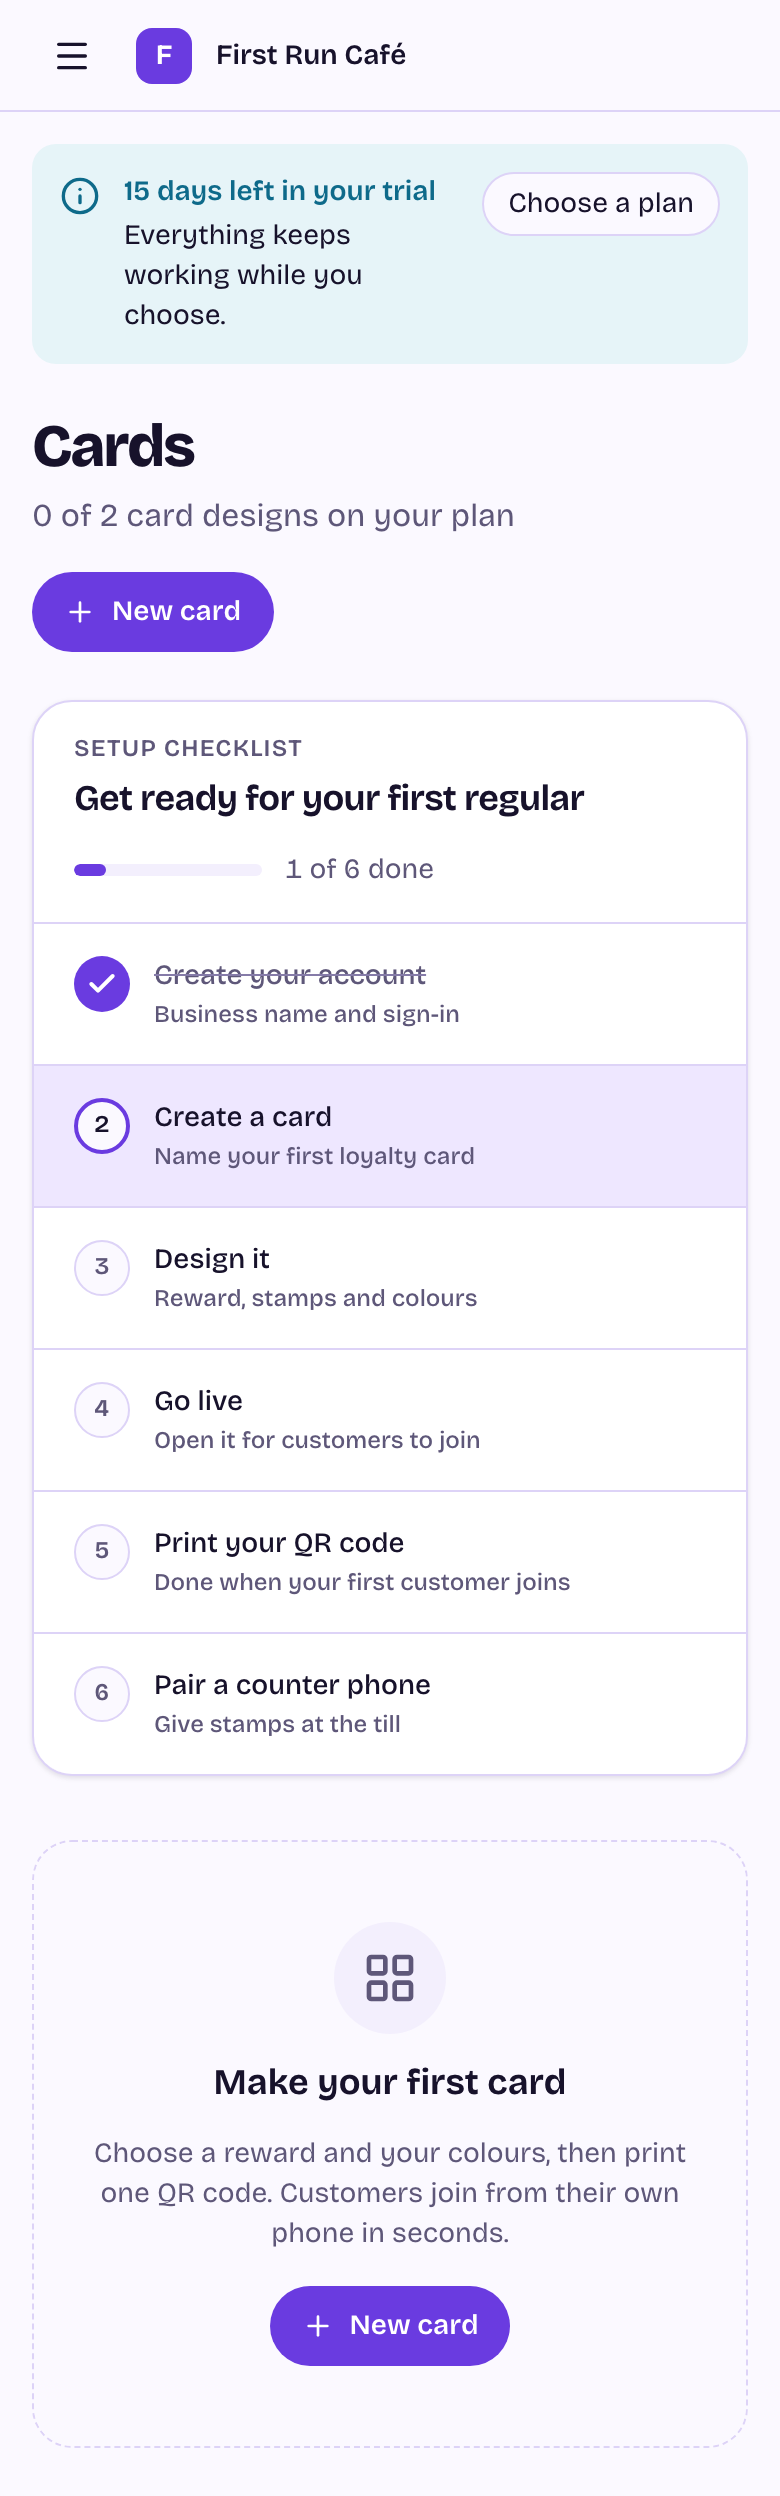 F
First Run Café
15 days left in your trial
Choose a plan
Everything keeps
working while you
choose.
Cards
0 of 2 card designs on your plan
New card
SETUP CHECKLIST
Get ready for your first regular
1 of 6 done
Create your account
Business name and sign-in
2
Create a card
Name your first loyalty card
3
Design it
Reward, stamps and colours
4
Go live
Open it for customers to join
5
Print your QR code
Done when your first customer joins
6
Pair a counter phone
Give stamps at the till
Make your first card
Choose a reward and your colours, then print
one QR code. Customers join from their own
phone in seconds.
New card